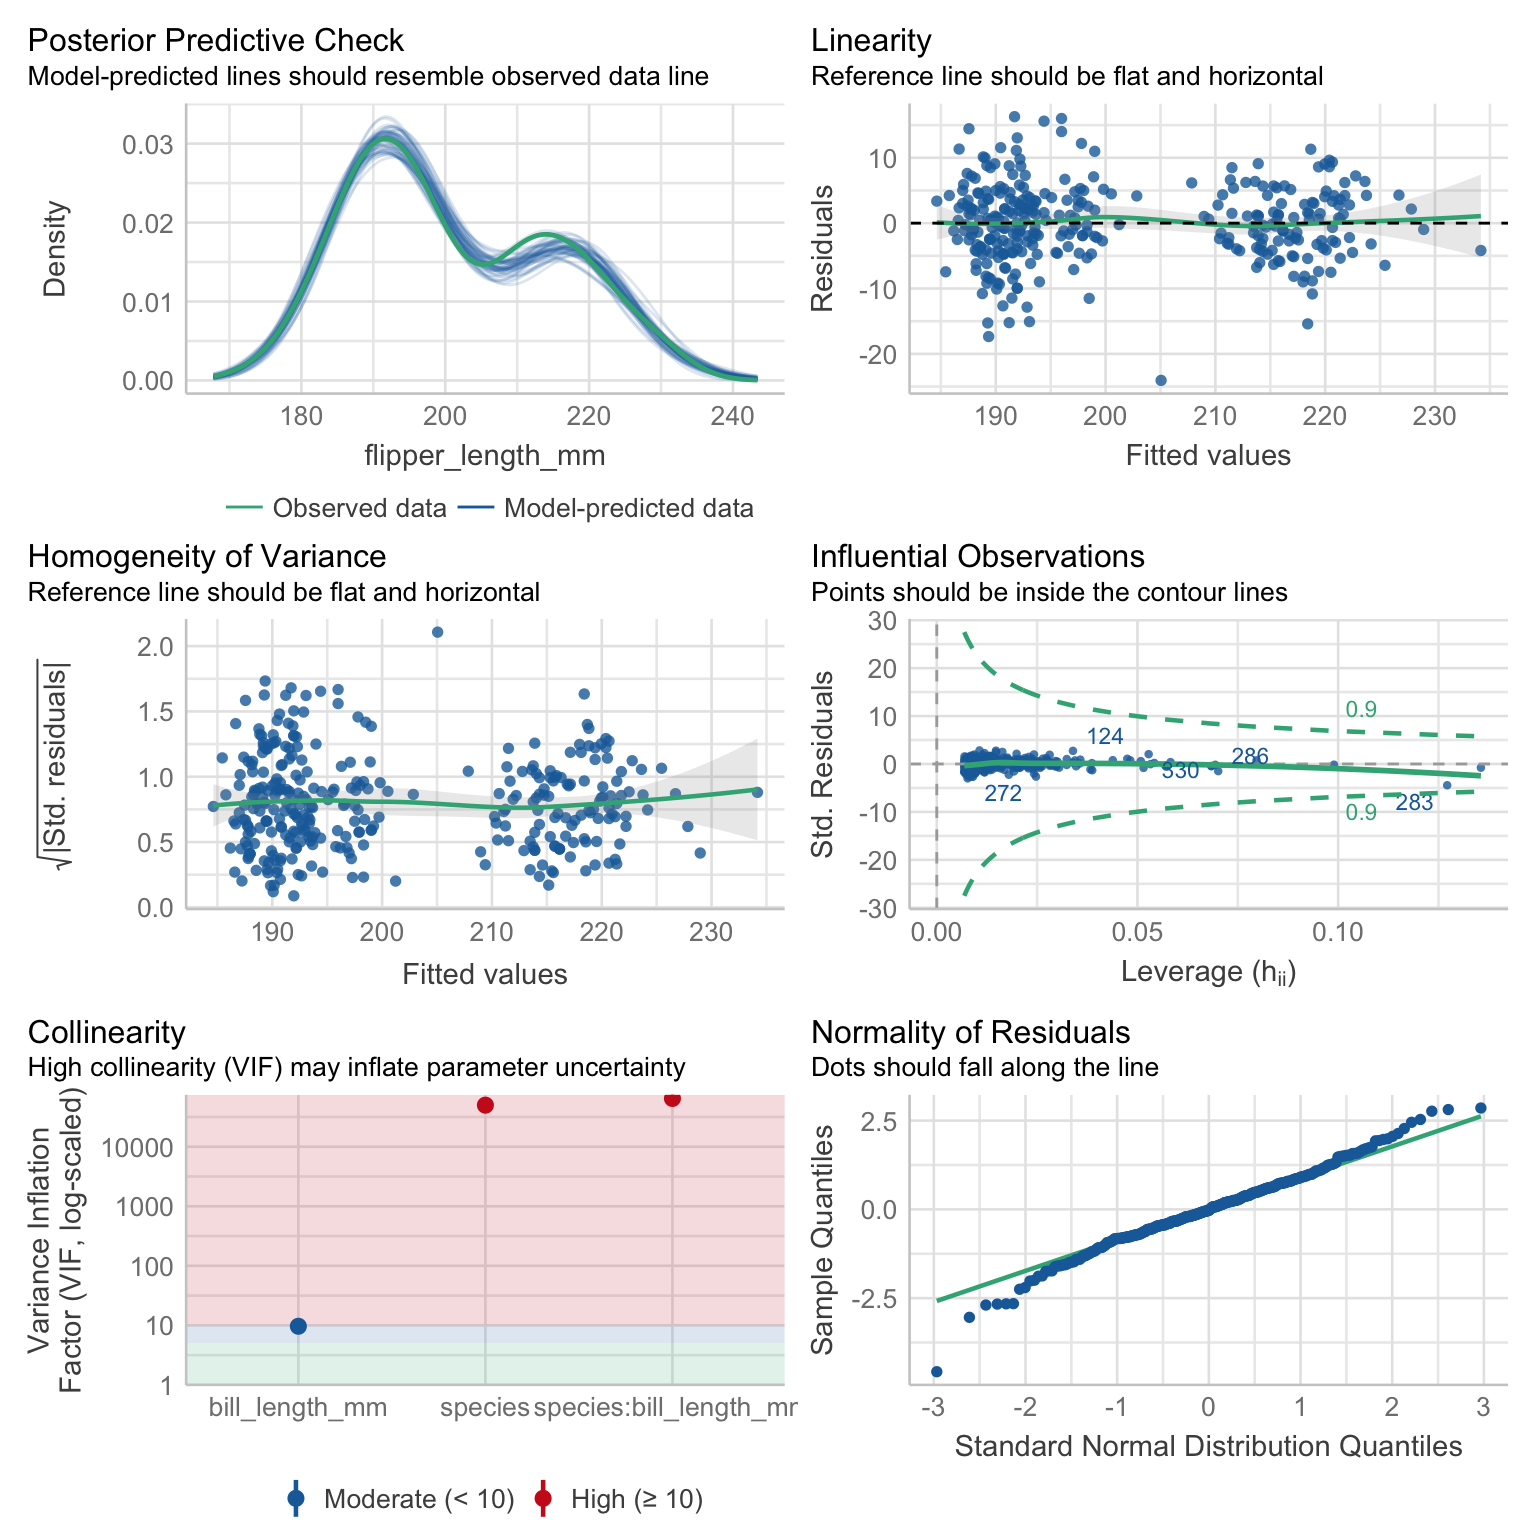 Posterior Predictive Check
Model-predicted lines should resemble observed data line
0.03
0.02
0.01
0.00
Density
180
200
220
240
flipper_length_mm
Observed data
Model-predicted data
Linearity
Reference line should be flat and horizontal
10
0
-10
-20
Residuals
190
200
210
220
230
Fitted values
Homogeneity of Variance
Reference line should be flat and horizontal
2.0
1.5
1.0
0.5
0.0
√|Std. residuals|
190
200
210
220
230
Fitted values
Influential Observations
Points should be inside the contour lines
30
20
10
0
-10
-20
-30
Std. Residuals
0.9
124
286
330
272
283
0.9
0.00
0.05
0.10
Leverage (hii)
Collinearity
High collinearity (VIF) may inflate parameter uncertainty
10000
1000
100
10
1
Variance Inflation
Factor (VIF, log-scaled)
bill_length_mm
species
species:bill_length_mr
Moderate (< 10)
High (≥ 10)
Normality of Residuals
Dots should fall along the line
2.5
0.0
-2.5
Sample Quantiles
-3
-2
-1
0
1
2
3
Standard Normal Distribution Quantiles